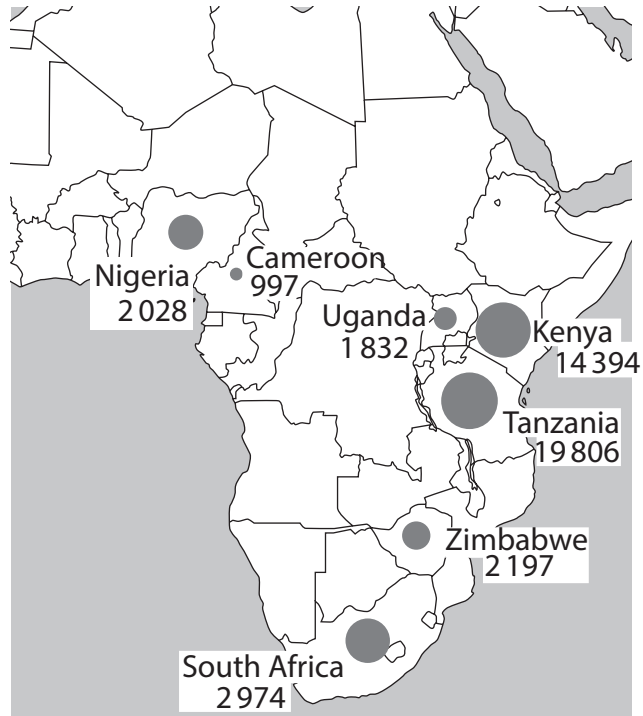 Cameroon
997
Nigeria
2 028
Uganda
1 832
Kenya
14 394
Tanzania
19 806
Zimbabwe
2 197
South Africa
2 974